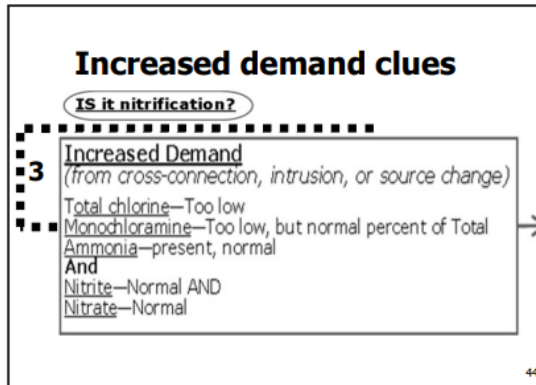 Increased demand clues
IS it nitrification?
3
Increased Demand
(from cross-connection, intrusion, or source change)
Total chlorine—Too low
Monochloramine—Too low, but normal percent of Total
Ammonia—present, normal
And
Nitrite—Normal AND
Nitrate—Normal
44